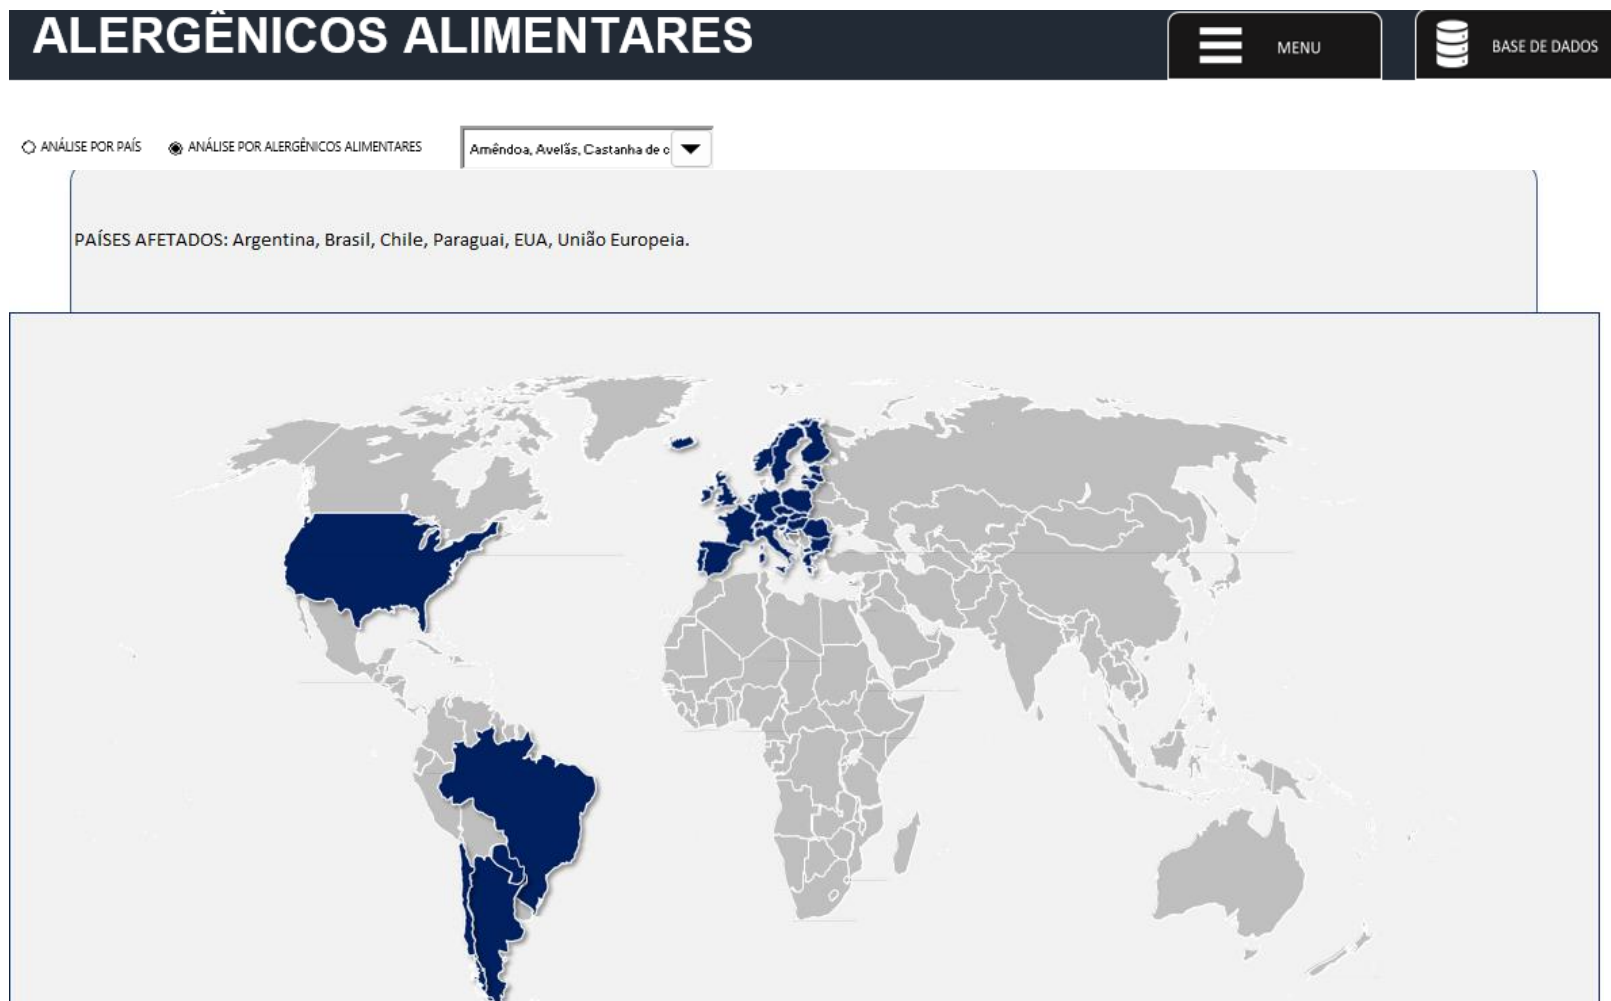 ALERGÊNICOS ALIMENTARES
MENU
BASE DE DADOS
ANÁLISE POR PAÍS
ANÁLISE POR ALERGÊNICOS ALIMENTARES
Amêndoa, Avelãs, Castanha de c
PAÍSES AFETADOS: Argentina, Brasil, Chile, Paraguai, EUA, União Europeia.